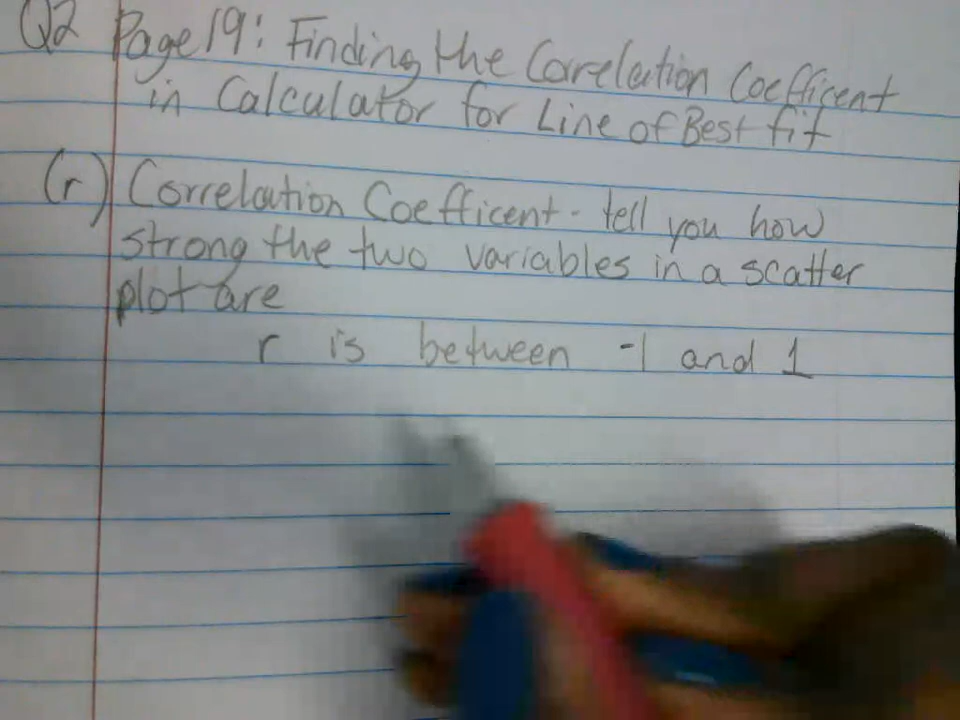 Q2 Page 19: Finding the Correlation Coefficent
in Calculator for Line of Best fit
(r) Correlation Coefficent - tell you how
strong the two variables in a scatter
plot are
r is between -1 and 1